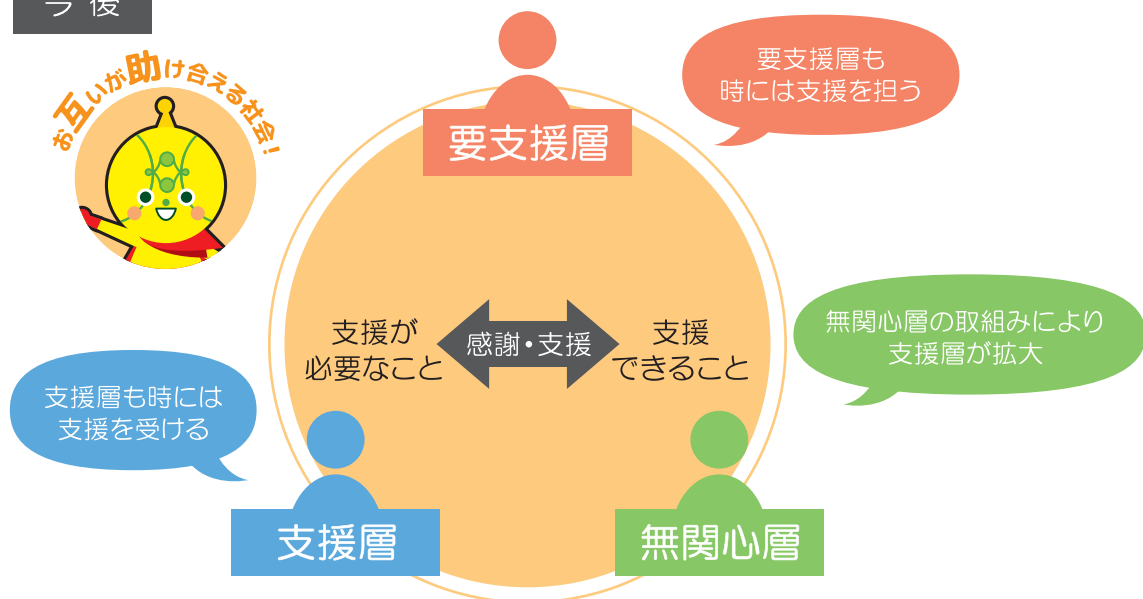 今後
お互いが助け合える社会！
要支援層
要支援層も
時には支援を担う
支援が
必要なこと
感謝・支援
支援
できること
無関心層の取組みにより
支援層が拡大
支援層も時には
支援を受ける
支援層
無関心層